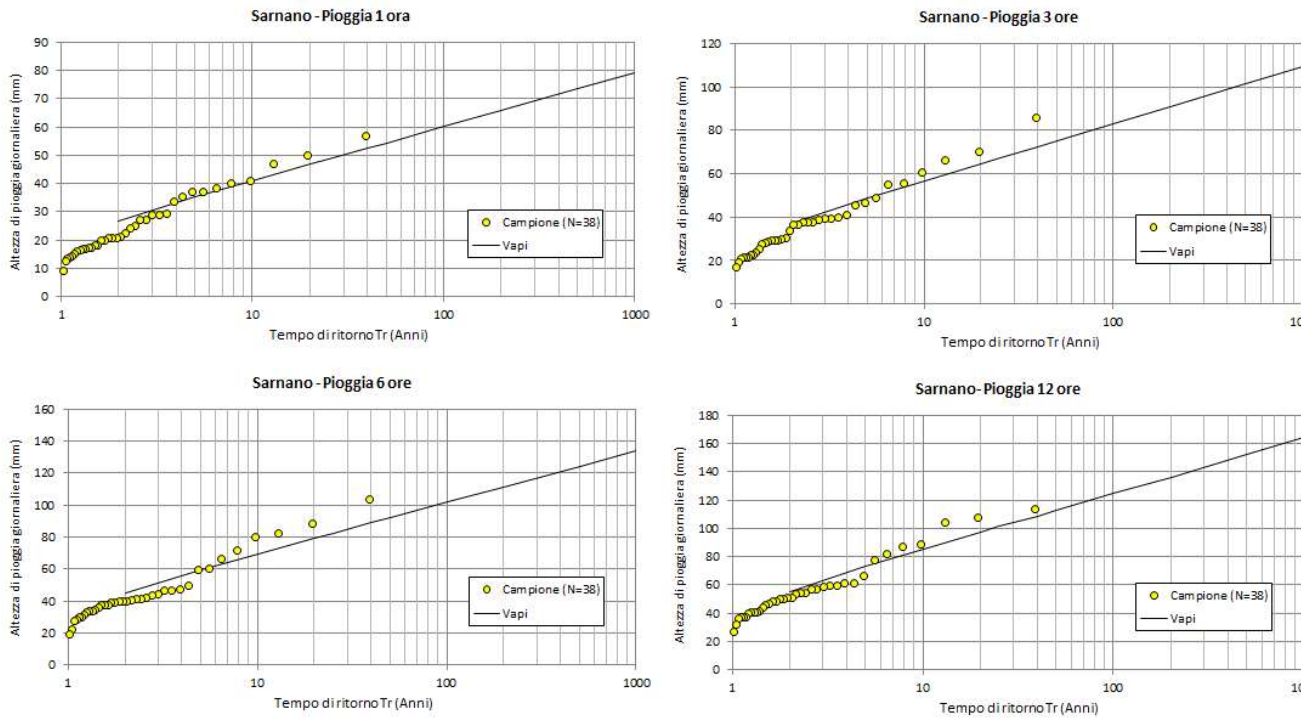 Sarnano - Pioggia 1 ora
Altezza di pioggia giornaliera (mm)
90
80
70
60
50
40
30
20
10
0
1
10
100
1000
Tempo di ritorno Tr (Anni)
Campione (N=38)
Vapi
Sarnano - Pioggia 3 ore
Altezza di pioggia giornaliera (mm)
120
100
80
60
40
20
0
1
10
100
Tempo di ritorno Tr (Anni)
Campione (N=38)
Vapi
Sarnano - Pioggia 6 ore
Altezza di pioggia giornaliera (mm)
160
140
120
100
80
60
40
20
0
1
10
100
1000
Tempo di ritorno Tr (Anni)
Campione (N=38)
Vapi
Sarnano- Pioggia 12 ore
Altezza di pioggia giornaliera (mm)
180
160
140
120
100
80
60
40
20
0
1
10
100
Tempo di ritorno Tr (Anni)
Campione (N=38)
Vapi